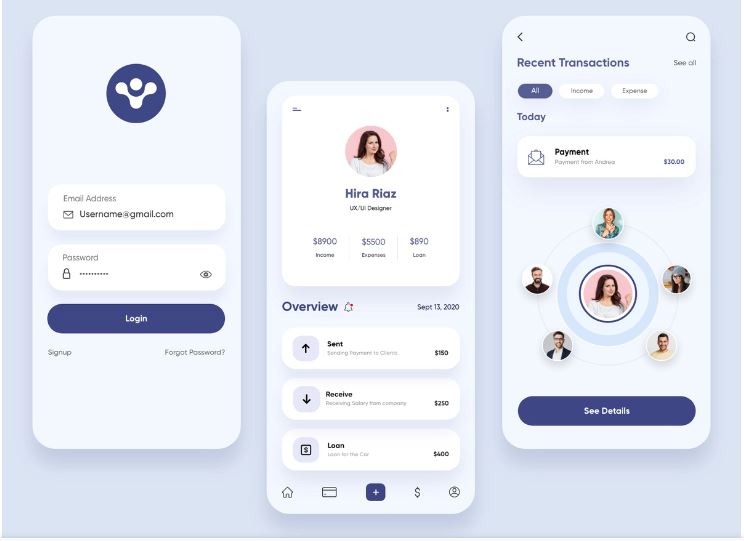 Email Address
Username@gmail.com
Password
Login
Signup
Forgot Password?
Hira Riaz
UX/UI Designer
$8900
$5500
$890
Income
Expenses
Loan
Overview
Sept 13, 2020
Sent
Sending Payment to Clients
$150
Receive
Receiving Salary from company
$250
Loan
Loan for the Car
$400
Recent Transactions
See all
All
Income
Expense
Today
Payment
Payment from Andrea
$30.00
See Details